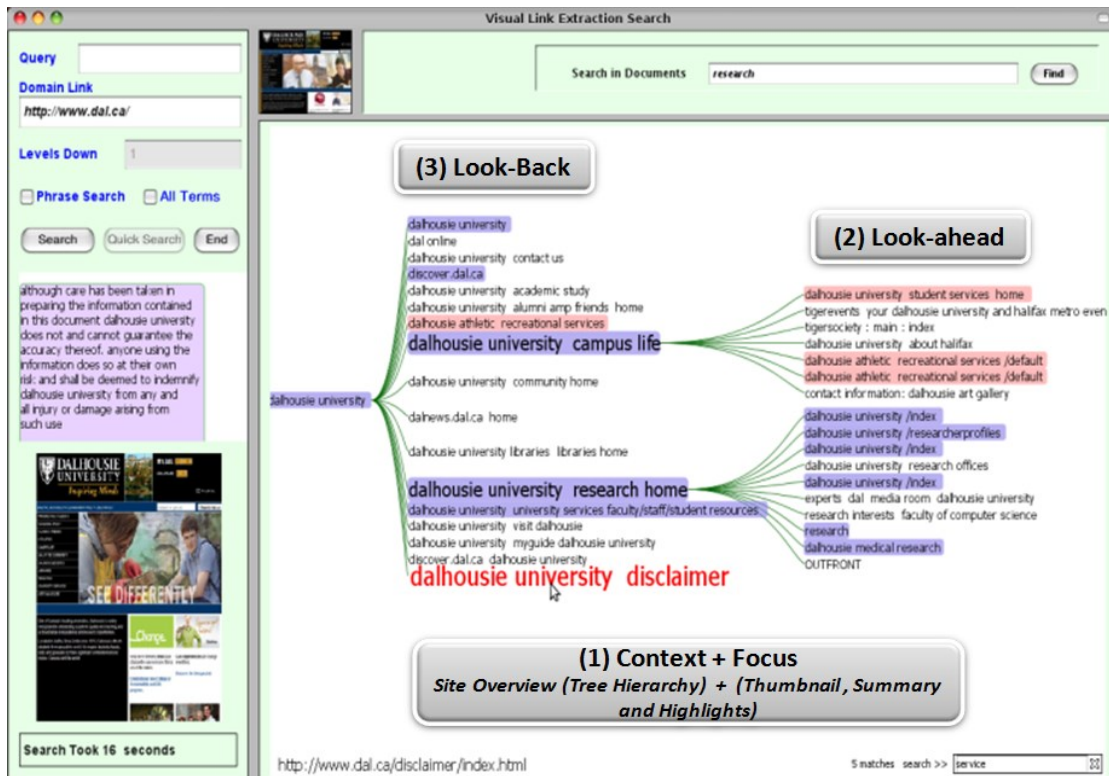 Visual Link Extraction Search
Query
Domain Link
http://www.dal.ca/
Levels Down 1
Phrase Search All Terms
Search Quick Search End
although care has been taken in
preparing the information contained
in this document dalhousie university
does not and cannot guarantee the
accuracy thereof. anyone using the
information does so at their own
risk and shall be deemed to indemnify
dalhousie university from any and
all injury or damage arising from
such use
DALHOUSIE
UNIVERSITY
Inspiring Minds
SEE DIFFERENTLY
Change
Search Took 16 seconds
Search in Documents research Find
(3) Look-Back
(2) Look-ahead
dalhousie university
dalhousie university
dal online
dalhousie university contact us
discover.dal.ca
dalhousie university academic study
dalhousie university alumni amp friends home
dalhousie athletic recreational services
dalhousie university campus life
dalhousie university community home
dalnews.dal.ca home
dalhousie university libraries libraries home
dalhousie university research home
dalhousie university university services faculty/staff/student resources
dalhousie university visit dalhousie
dalhousie university myguide dalhousie university
discover.dal.ca dalhousie university
dalhousie university disclaimer
dalhousie university student services home
tigerevents your dalhousie university and halifax metro even
tigersociety : main : index
dalhousie university about halifax
dalhousie athletic recreational services /default
dalhousie athletic recreational services /default
contact information: dalhousie art gallery
dalhousie university /index
dalhousie university /researcherprofiles
dalhousie university /index
dalhousie university research offices
dalhousie university /index
experts dal media room dalhousie university
research interests faculty of computer science
research
dalhousie medical research
OUTFRONT
(1) Context + Focus
Site Overview (Tree Hierarchy) + (Thumbnail, Summary
and Highlights)
http://www.dal.ca/disclaimer/index.html
5 matches search >> service